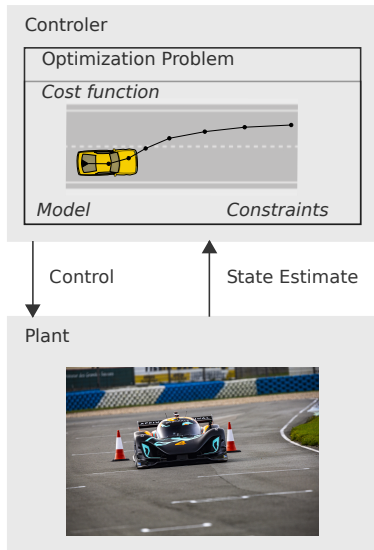 Controler
Optimization Problem
Cost function
Model
Constraints
Control
State Estimate
Plant